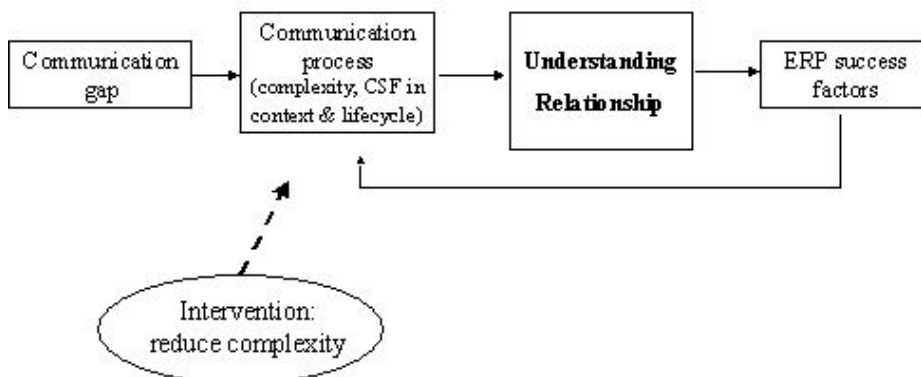 Communication
gap
Communication
process
(complexity, CSF in
context & lifecycle)
Understanding
Relationship
ERP success
factors
Intervention:
reduce complexity